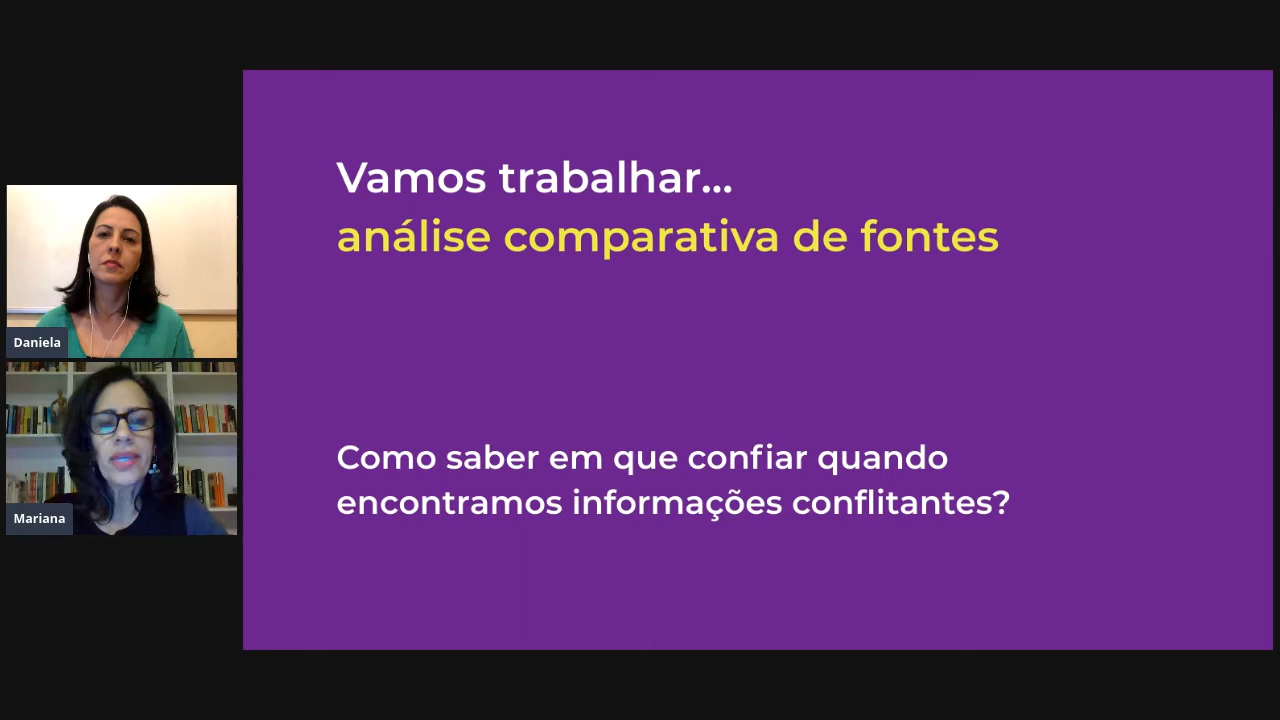 Vamos trabalhar...
análise comparativa de fontes
Como saber em que confiar quando
encontramos informações conflitantes?
Daniela
Mariana